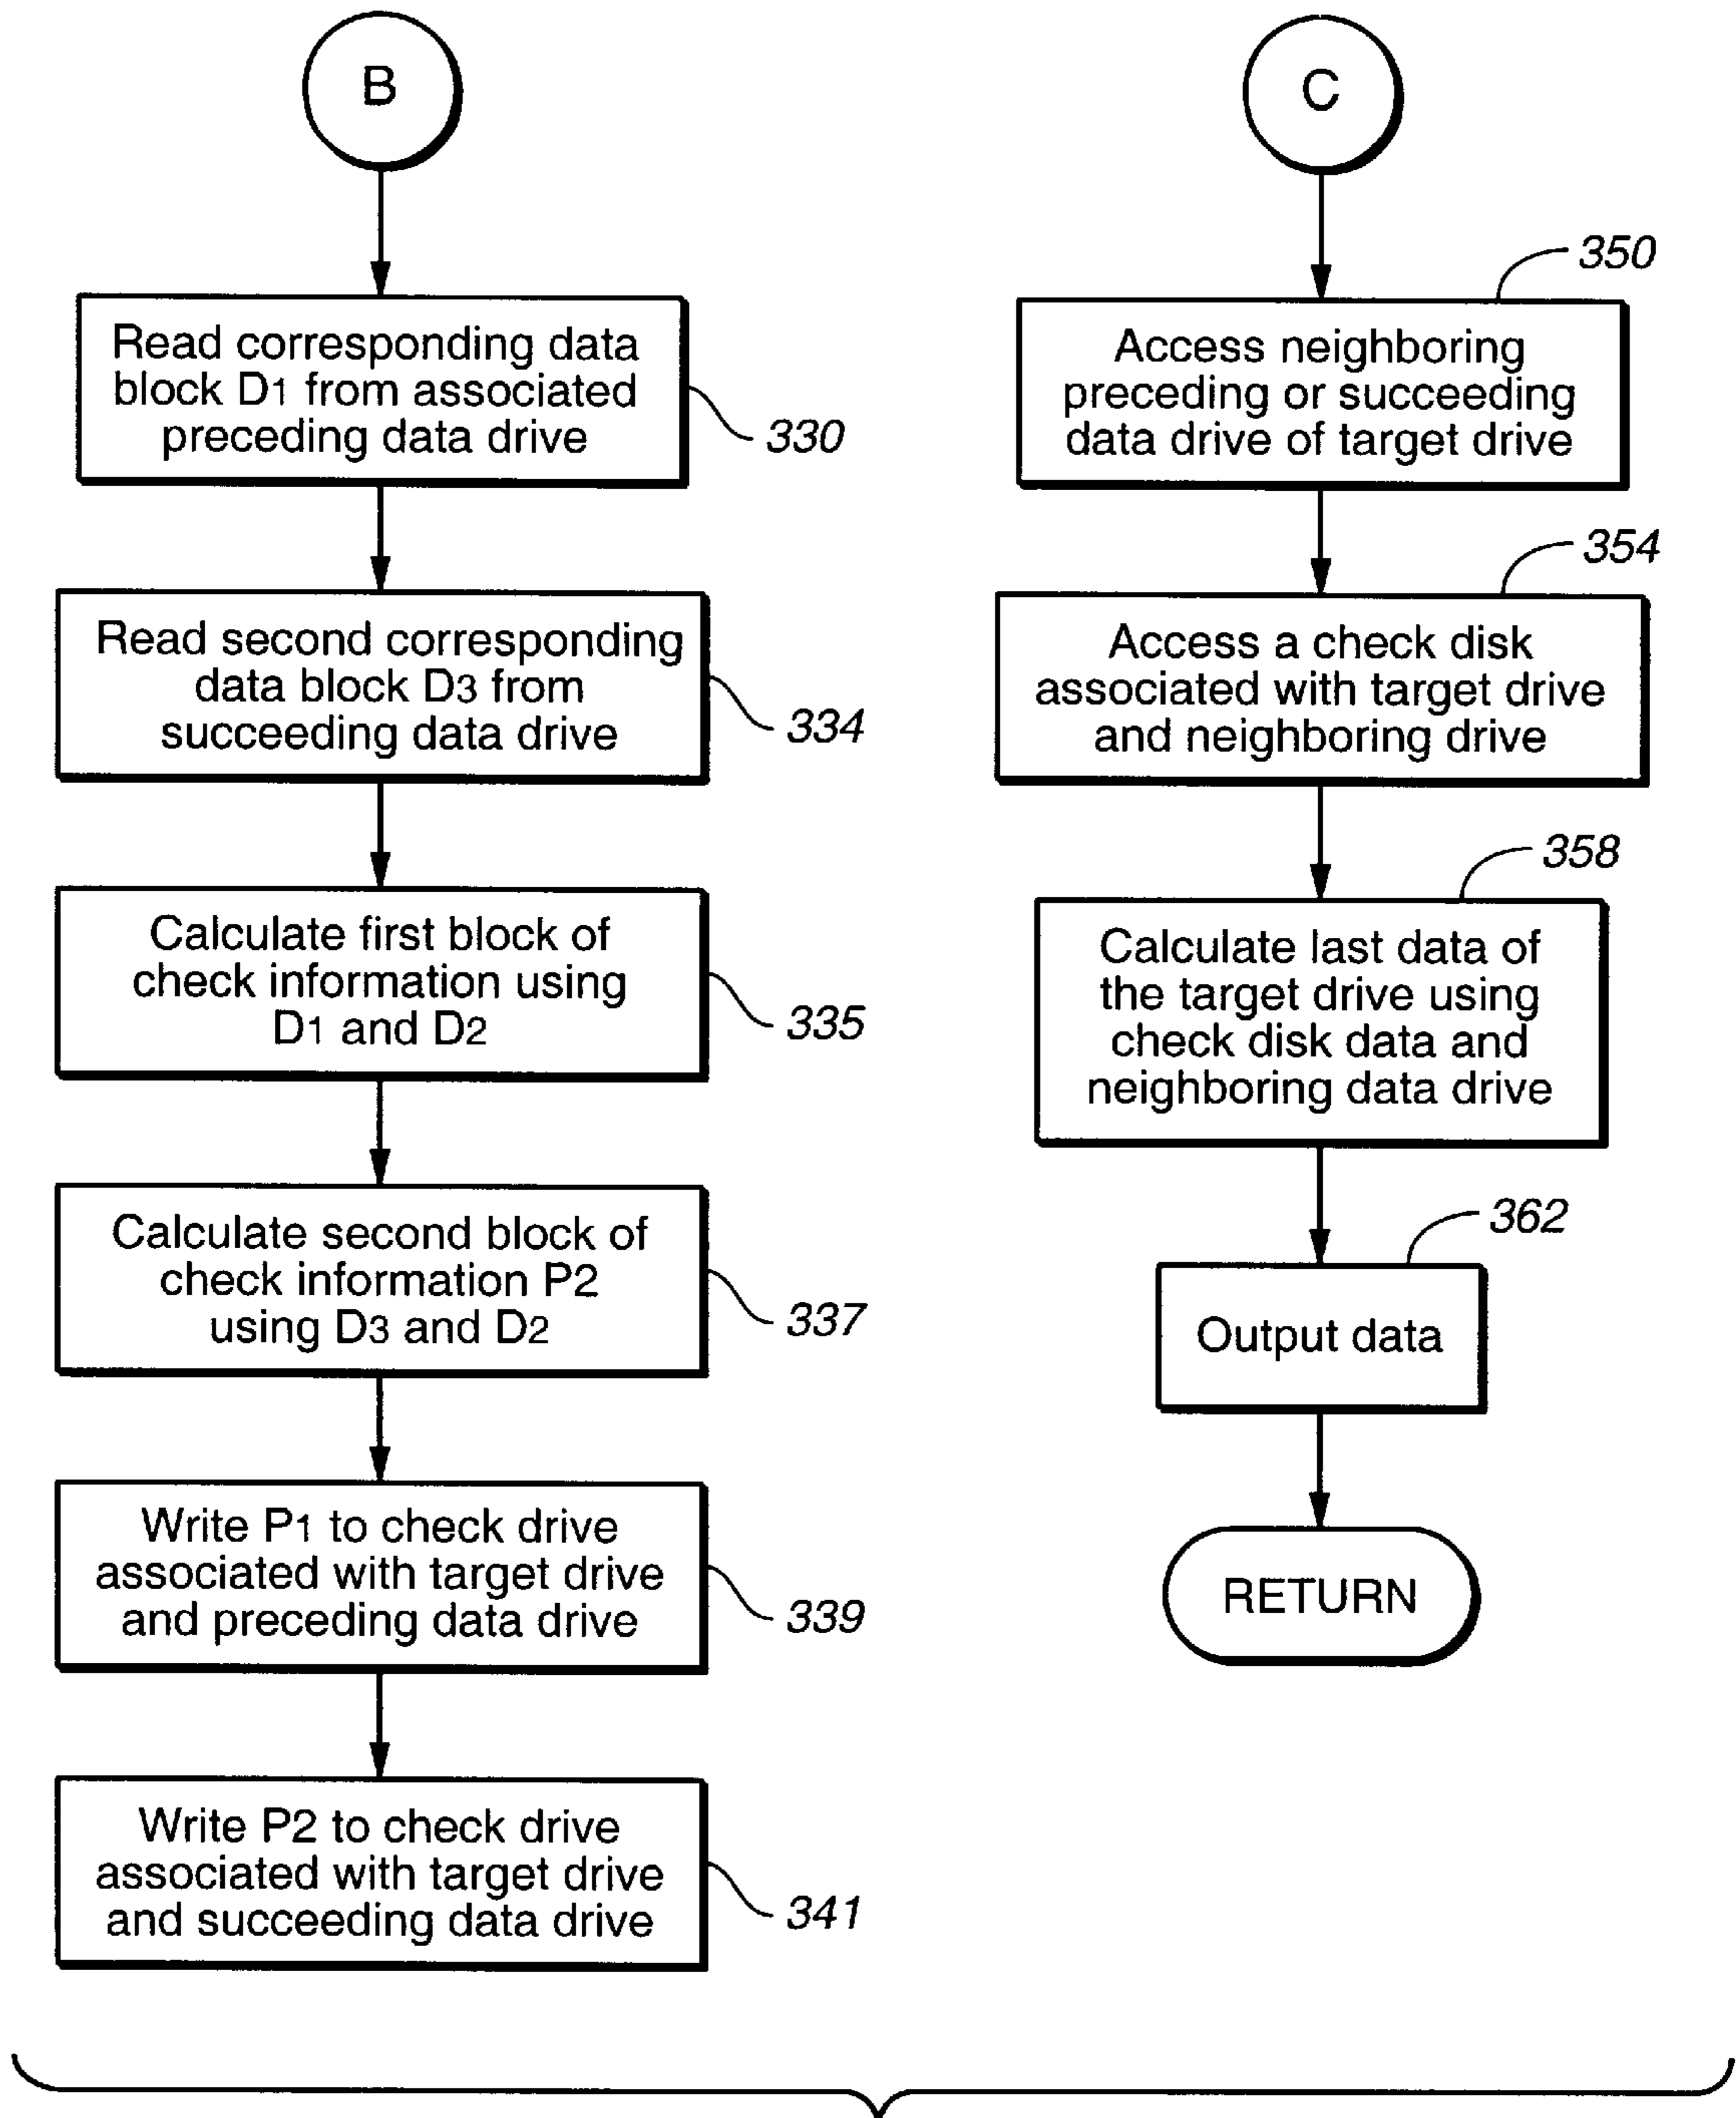 B
Read corresponding data
block D1 from associated
preceding data drive
330
Read second corresponding
data block D3 from
succeeding data drive
334
Calculate first block of
check information using
D1 and D2
335
Calculate second block of
check information P2
using D3 and D2
337
Write P1 to check drive
associated with target drive
and preceding data drive
339
Write P2 to check drive
associated with target drive
and succeeding data drive
341
C
350
Access neighboring
preceding or succeeding
data drive of target drive
354
Access a check disk
associated with target drive
and neighboring drive
358
Calculate last data of
the target drive using
check disk data and
neighboring data drive
362
Output data
RETURN